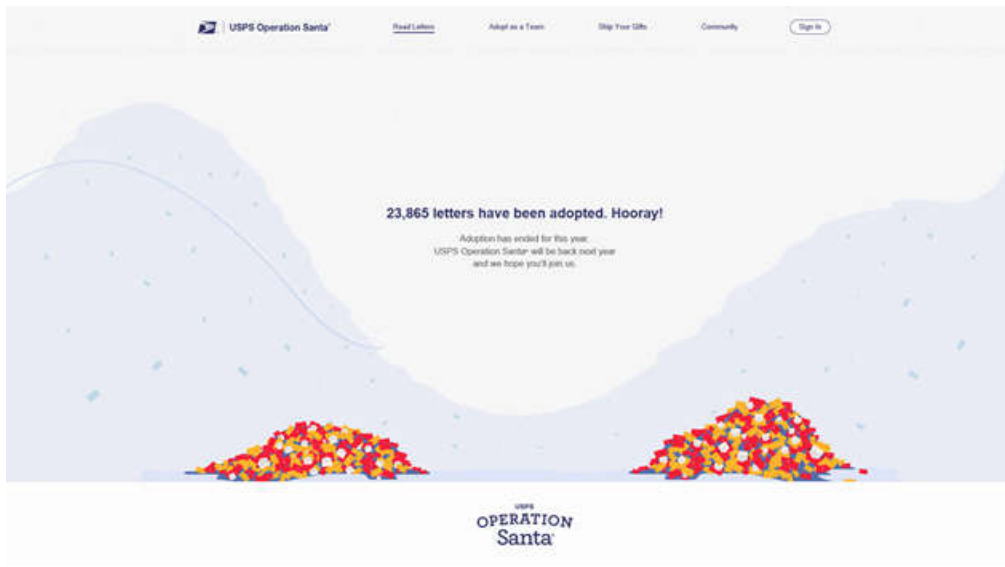 USPS Operation Santa®
Read Letters
Adopt as a Team
Ship Your Gifts
Community
Sign In
23,865 letters have been adopted. Hooray!
Adoption has ended for this year.
USPS Operation Santa® will be back next year
and we hope you'll join us.
USPS
OPERATION
Santa®